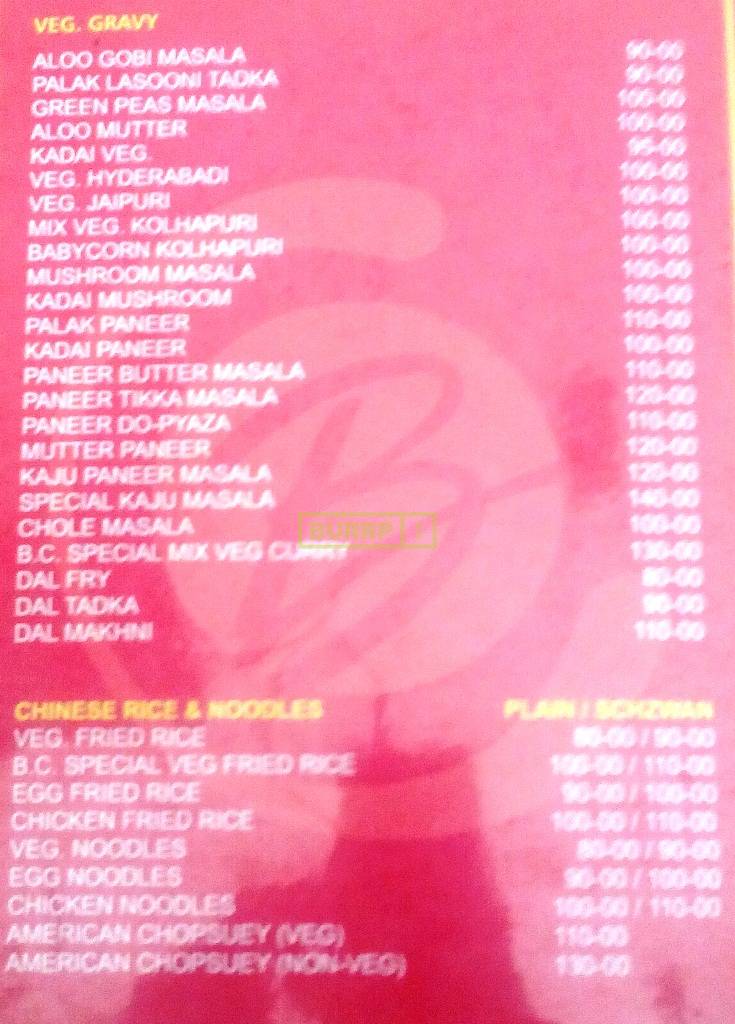 VEG. GRAVY
ALOO GOBI MASALA 90-00
PALAK LASOONI TADKA 90-00
GREEN PEAS MASALA 100-00
ALOO MUTTER 100-00
KADAI VEG. 95-00
VEG. HYDERABADI 100-00
VEG. JAIPURI 100-00
MIX VEG. KOLHAPURI 100-00
BABYCORN KOLHAPURI 100-00
MUSHROOM MASALA 100-00
KADAI MUSHROOM 100-00
PALAK PANEER 110-00
KADAI PANEER 100-00
PANEER BUTTER MASALA 110-00
PANEER TIKKA MASALA 120-00
PANEER DO-PYAZA 110-00
MUTTER PANEER 120-00
KAJU PANEER MASALA 120-00
SPECIAL KAJU MASALA 140-00
CHOLE MASALA 100-00
BURRP !
B.C. SPECIAL MIX VEG CURRY 130-00
DAL FRY 80-00
DAL TADKA 90-00
DAL MAKHNI 110-00
CHINESE RICE & NOODLES PLAIN / SCHZWAN
VEG. FRIED RICE 80-00 / 90-00
B.C. SPECIAL VEG FRIED RICE 100-00 / 110-00
EGG FRIED RICE 90-00 / 100-00
CHICKEN FRIED RICE 100-00 / 110-00
VEG. NOODLES 80-00 / 90-00
EGG NOODLES 90-00 / 100-00
CHICKEN NOODLES 100-00 / 110-00
AMERICAN CHOPSUEY (VEG) 110-00
AMERICAN CHOPSUEY (NON-VEG) 130-00